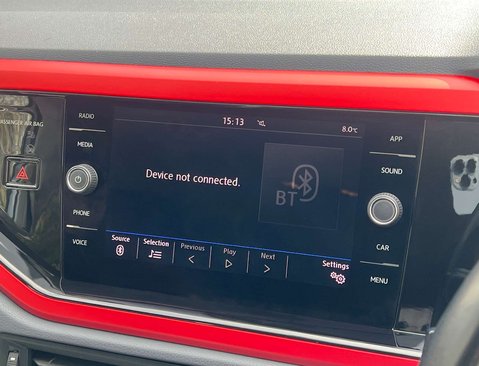 PASSENGER AIR BAG
RADIO
15:13
8.0°C
APP
MEDIA
SOUND
Device not connected.
BT
PHONE
CAR
VOICE
Source
Selection
Previous
Play
Next
Settings
MENU